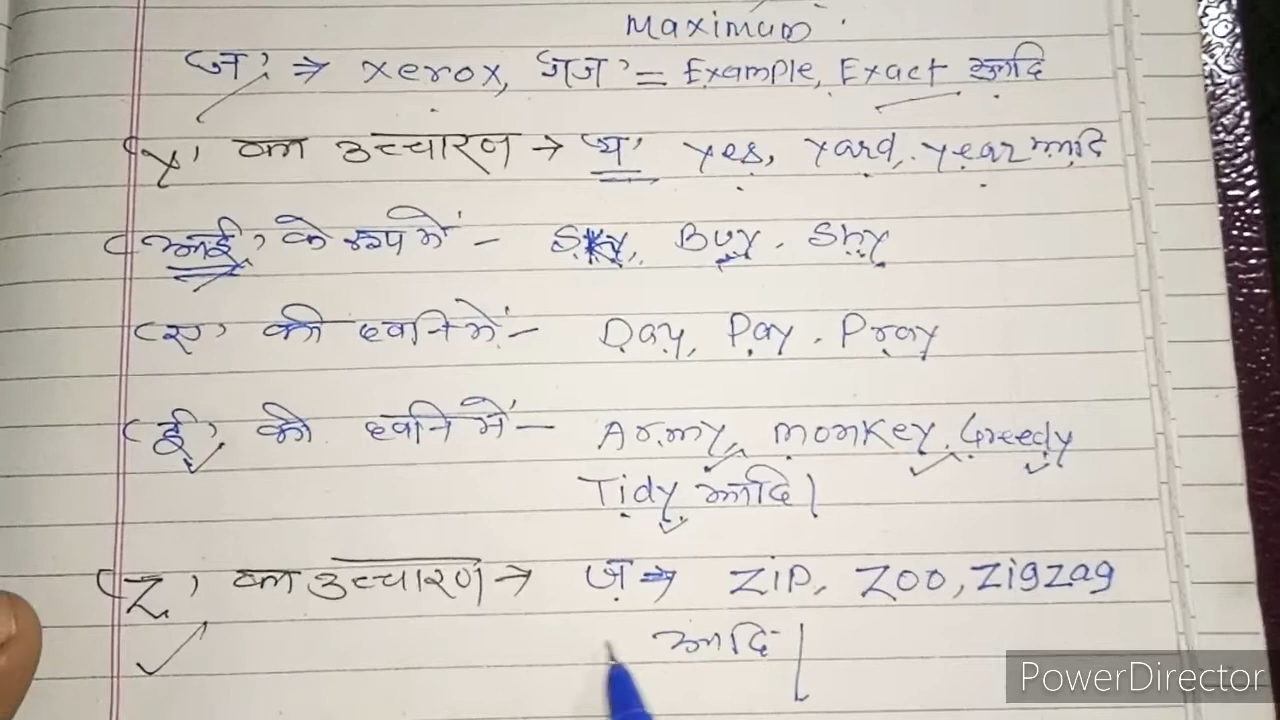 Maximum
'ज़' ⇒ xerox, 'ग्ज़' = Example, Exact आदि
'Y' का उच्चारण → 'य' Yes, Yard, Year आदि
'आई' के रूप में - Sky, Buy, Shy
'ए' की ध्वनि में - Day, Pay, Pray
'ई' की ध्वनि में - Army, Monkey, Greedy
Tidy आदि।
'Z' का उच्चारण → ज़ ⇒ Zip, Zoo, Zigzag
आदि।
PowerDirector